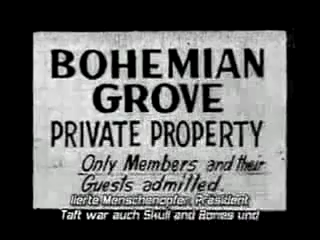 BOHEMIAN
GROVE
PRIVATE PROPERTY
Only Members and their
Guests admitted.
lierte Menschenopfer. Präsident
Taft war auch Skull and Bones und